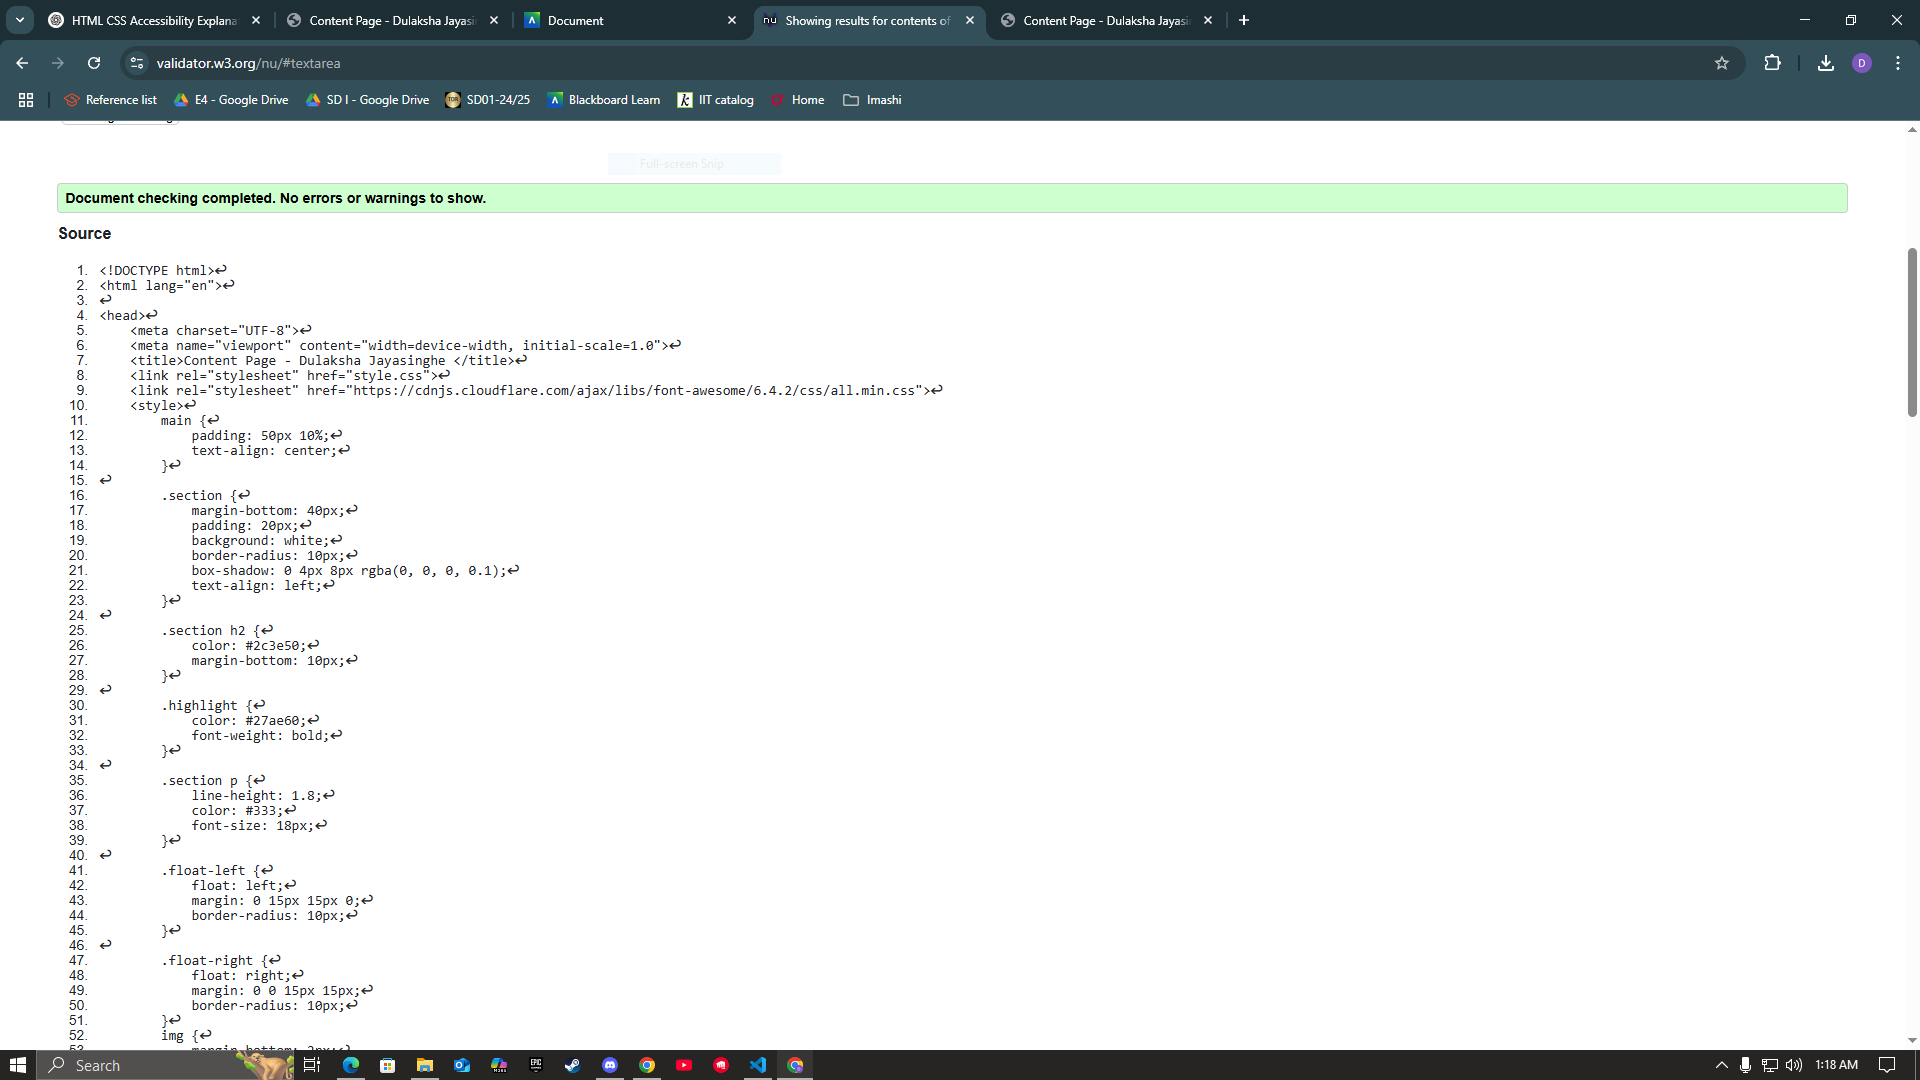 HTML CSS Accessibility Explana
Content Page - Dulaksha Jayasi
Document
Showing results for contents of
Content Page - Dulaksha Jayasi
validator.w3.org/nu/#textarea
D
Reference list
E4 - Google Drive
SD I - Google Drive
SD01-24/25
Blackboard Learn
IIT catalog
Home
Imashi
Full-screen Snip
Document checking completed. No errors or warnings to show.
Source
1. <!DOCTYPE html>↩
2. <html lang="en">↩
3. ↩
4. <head>↩
5. <meta charset="UTF-8">↩
6. <meta name="viewport" content="width=device-width, initial-scale=1.0">↩
7. <title>Content Page - Dulaksha Jayasinghe </title>↩
8. <link rel="stylesheet" href="style.css">↩
9. <link rel="stylesheet" href="https://cdnjs.cloudflare.com/ajax/libs/font-awesome/6.4.2/css/all.min.css">↩
10. <style>↩
11. main {↩
12. padding: 50px 10%;↩
13. text-align: center;↩
14. }↩
15. ↩
16. .section {↩
17. margin-bottom: 40px;↩
18. padding: 20px;↩
19. background: white;↩
20. border-radius: 10px;↩
21. box-shadow: 0 4px 8px rgba(0, 0, 0, 0.1);↩
22. text-align: left;↩
23. }↩
24. ↩
25. .section h2 {↩
26. color: #2c3e50;↩
27. margin-bottom: 10px;↩
28. }↩
29. ↩
30. .highlight {↩
31. color: #27ae60;↩
32. font-weight: bold;↩
33. }↩
34. ↩
35. .section p {↩
36. line-height: 1.8;↩
37. color: #333;↩
38. font-size: 18px;↩
39. }↩
40. ↩
41. .float-left {↩
42. float: left;↩
43. margin: 0 15px 15px 0;↩
44. border-radius: 10px;↩
45. }↩
46. ↩
47. .float-right {↩
48. float: right;↩
49. margin: 0 0 15px 15px;↩
50. border-radius: 10px;↩
51. }↩
52. img {↩
Search
1:18 AM